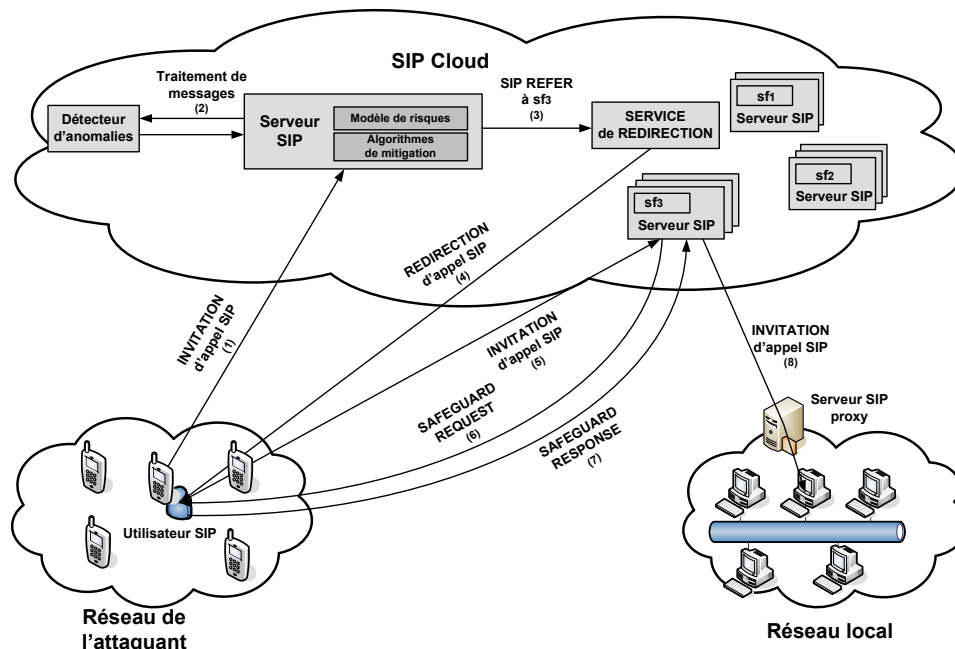 SIP Cloud
Traitement de
messages
(2)
Détecteur
d'anomalies
Serveur
SIP
Modèle de risques
Algorithmes
de mitigation
SIP REFER
à sf3
(3)
SERVICE
de REDIRECTION
sf1
Serveur SIP
sf2
Serveur SIP
sf3
Serveur SIP
INVITATION
d'appel SIP
(1)
REDIRECTION
d'appel SIP
(4)
INVITATION
d'appel SIP
(5)
SAFEGUARD
REQUEST
(6)
SAFEGUARD
RESPONSE
(7)
INVITATION
d'appel SIP
(8)
Serveur SIP
proxy
Utilisateur SIP
Réseau de
l'attaquant
Réseau local